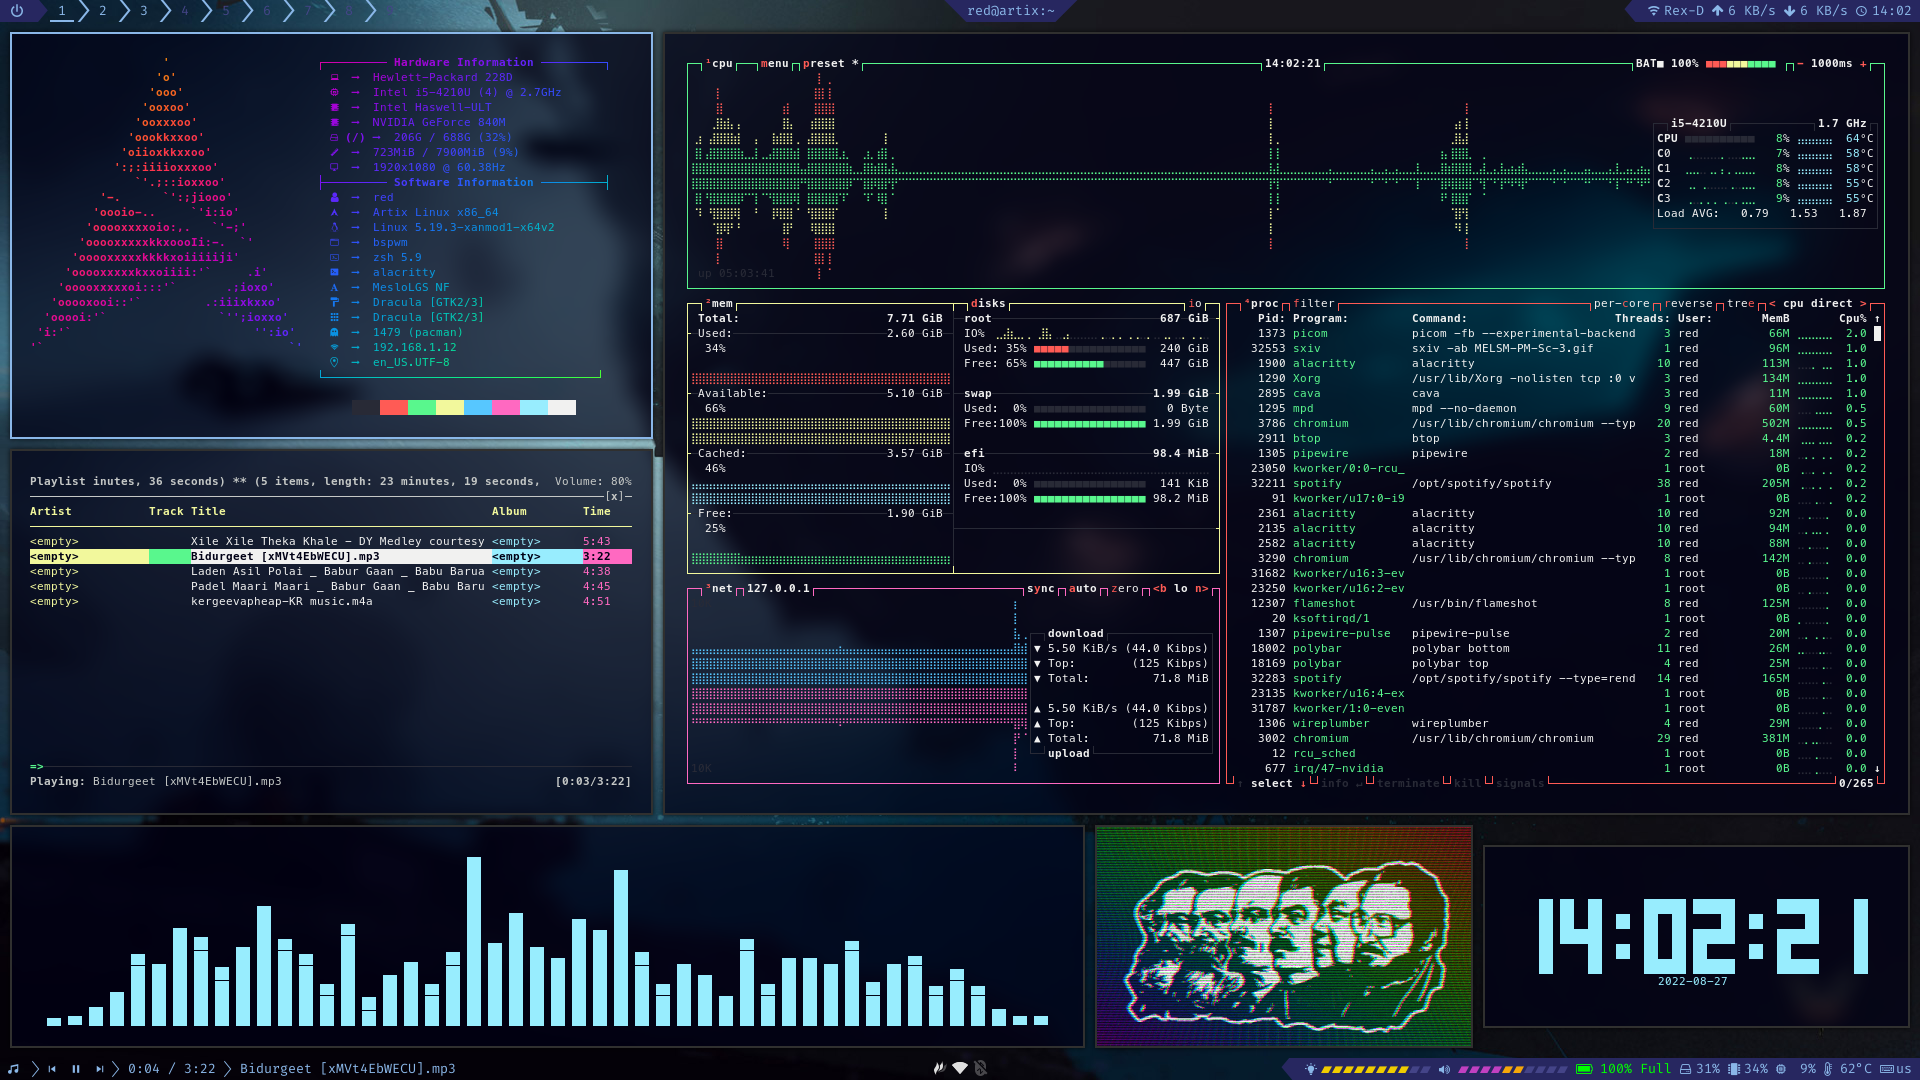 1 2 3 4 5 6 7 8
red@artix:~
Rex-D 6 KB/s 6 KB/s 14:02
Hardware Information
Hewlett-Packard 228D
Intel i5-4210U (4) @ 2.7GHz
Intel Haswell-ULT
NVIDIA GeForce 840M
(/) → 206G / 688G (32%)
723MiB / 7900MiB (9%)
1920x1080 @ 60.38Hz
Software Information
red
Artix Linux x86_64
Linux 5.19.3-xanmod1-x64v2
bspwm
zsh 5.9
alacritty
MesloLGS NF
Dracula [GTK2/3]
Dracula [GTK2/3]
1479 (pacman)
192.168.1.12
en_US.UTF-8
'
'o'
'ooo'
'ooxoo'
'ooxxxoo'
'oookkxxoo'
'oiioxkkxxoo'
':;:iiiioxxxoo'
`'.;::ioxxoo'
'-. `':;jiooo'
'oooio-.. `'i:io'
'ooooxxxxoio:,. `'-;'
'ooooxxxxxkkxoooIi:-. `'
'ooooxxxxxkkkkxoiiiiiji'
'ooooxxxxxkxxoiiii:'` .i'
'ooooxxxxxoi:::'` .;ioxo'
'ooooxooi::'` .:iiixkxxo'
'ooooi:'` `'';ioxxo'
'i:'` '':io'
'` `'
Playlist inutes, 36 seconds) ** (5 items, length: 23 minutes, 19 seconds, Volume: 80%
[x]
Artist Track Title Album Time
<empty> Xile Xile Theka Khale - DY Medley courtesy <empty> 5:43
<empty> Bidurgeet [xMVt4EbWECU].mp3 <empty> 3:22
<empty> Laden Asil Polai _ Babur Gaan _ Babu Barua <empty> 4:38
<empty> Padel Maari Maari _ Babur Gaan _ Babu Baru <empty> 4:45
<empty> kergeevapheap-KR music.m4a <empty> 4:51
=>
Playing: Bidurgeet [xMVt4EbWECU].mp3 [0:03/3:22]
¹cpu menu preset * 14:02:21 BAT■ 100% - 1000ms +
i5-4210U 1.7 GHz
CPU 8% 64°C
C0 7% 58°C
C1 8% 58°C
C2 8% 55°C
C3 9% 55°C
Load AVG: 0.79 1.53 1.87
up 05:03:41
²mem disks io
Total: 7.71 GiB
Used: 2.60 GiB
34%
Available: 5.10 GiB
66%
Cached: 3.57 GiB
46%
Free: 1.90 GiB
25%
root 687 GiB
IO%
Used: 35% 240 GiB
Free: 65% 447 GiB
swap 1.99 GiB
Used: 0% 0 Byte
Free:100% 1.99 GiB
efi 98.4 MiB
IO%
Used: 0% 141 KiB
Free:100% 98.2 MiB
³net 127.0.0.1 sync auto zero <b lo n>
download
▼ 5.50 KiB/s (44.0 Kibps)
▼ Top: (125 Kibps)
▼ Total: 71.8 MiB
▲ 5.50 KiB/s (44.0 Kibps)
▲ Top: (125 Kibps)
▲ Total: 71.8 MiB
upload
10K
⁴proc filter per-core reverse tree < cpu direct >
Pid: Program: Command: Threads: User: MemB Cpu% ↑
1373 picom picom -fb --experimental-backend 3 red 66M 2.0
32553 sxiv sxiv -ab MELSM-PM-Sc-3.gif 1 red 96M 1.0
1900 alacritty alacritty 10 red 113M 1.0
1290 Xorg /usr/lib/Xorg -nolisten tcp :0 v 3 red 134M 1.0
2895 cava cava 3 red 11M 1.0
1295 mpd mpd --no-daemon 9 red 60M 0.5
3786 chromium /usr/lib/chromium/chromium --typ 20 red 502M 0.5
2911 btop btop 3 red 4.4M 0.2
1305 pipewire pipewire 2 red 18M 0.2
23050 kworker/0:0-rcu_ 1 root 0B 0.2
32211 spotify /opt/spotify/spotify 38 red 205M 0.2
91 kworker/u17:0-i9 1 root 0B 0.2
2361 alacritty alacritty 10 red 92M 0.0
2135 alacritty alacritty 10 red 94M 0.0
2582 alacritty alacritty 10 red 88M 0.0
3290 chromium /usr/lib/chromium/chromium --typ 8 red 142M 0.0
31682 kworker/u16:3-ev 1 root 0B 0.0
23250 kworker/u16:2-ev 1 root 0B 0.0
12307 flameshot /usr/bin/flameshot 8 red 125M 0.0
20 ksoftirqd/1 1 root 0B 0.0
1307 pipewire-pulse pipewire-pulse 2 red 20M 0.0
18002 polybar polybar bottom 11 red 26M 0.0
18169 polybar polybar top 4 red 25M 0.0
32283 spotify /opt/spotify/spotify --type=rend 14 red 165M 0.0
23135 kworker/u16:4-ex 1 root 0B 0.0
31787 kworker/1:0-even 1 root 0B 0.0
1306 wireplumber wireplumber 4 red 29M 0.0
3002 chromium /usr/lib/chromium/chromium 29 red 381M 0.0
12 rcu_sched 1 root 0B 0.0
677 irq/47-nvidia 1 root 0B 0.0 ↓
↑ select ↓ info ↵ terminate kill signals 0/265
14:02:21
2022-08-27
0:04 / 3:22 Bidurgeet [xMVt4EbWECU].mp3
100% Full 31% 34% 9% 62°C us